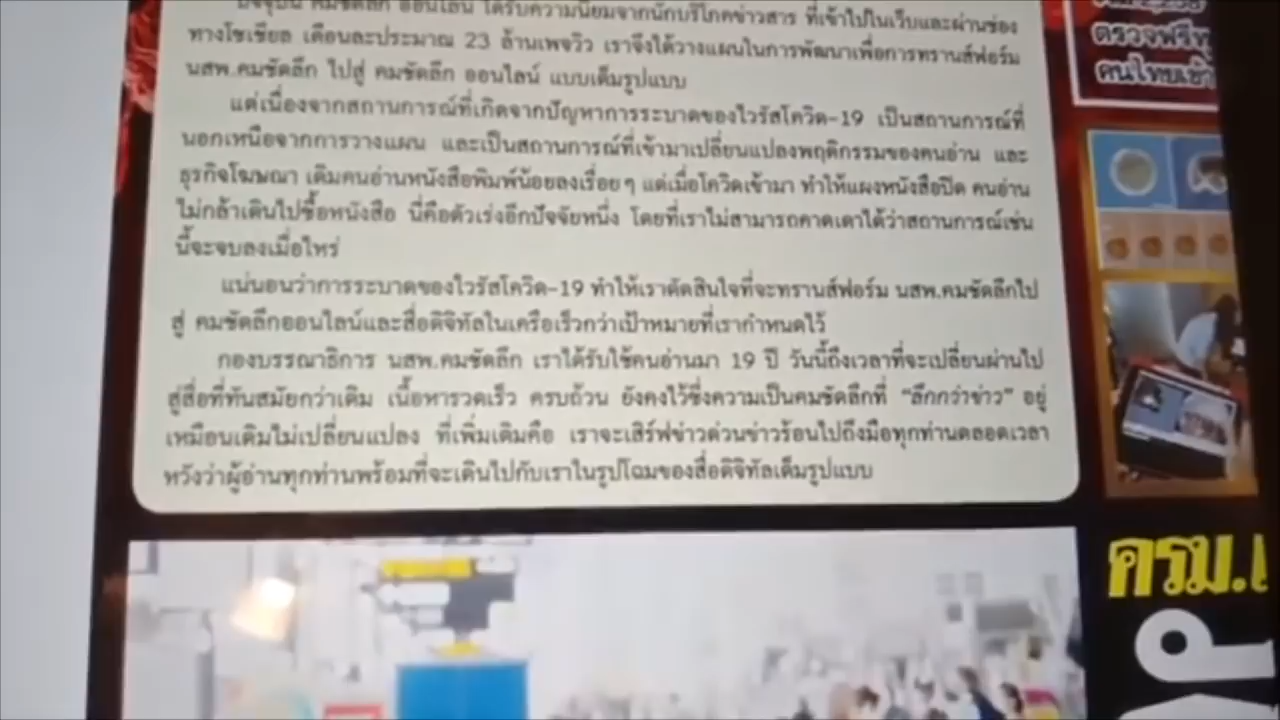 ปัจจุบัน คมชัดลึก ออนไลน์ ได้รับความนิยมจากนักบริโภคข่าวสาร ที่เข้าไปในเว็บและผ่านช่อง
ทางโซเชียล เดือนละประมาณ 23 ล้านเพจวิว เราจึงได้วางแผนในการพัฒนาเพื่อการทรานส์ฟอร์ม
นสพ.คมชัดลึก ไปสู่ คมชัดลึก ออนไลน์ แบบเต็มรูปแบบ
แต่เนื่องจากสถานการณ์ที่เกิดจากปัญหาการระบาดของไวรัสโควิด-19 เป็นสถานการณ์ที่
นอกเหนือจากการวางแผน และเป็นสถานการณ์ที่เข้ามาเปลี่ยนแปลงพฤติกรรมของคนอ่าน และ
ธุรกิจโฆษณา เดิมคนอ่านหนังสือพิมพ์น้อยลงเรื่อยๆ แต่เมื่อโควิดเข้ามา ทำให้แผงหนังสือปิด คนอ่าน
ไม่กล้าเดินไปซื้อหนังสือ นี่คือตัวเร่งอีกปัจจัยหนึ่ง โดยที่เราไม่สามารถคาดเดาได้ว่าสถานการณ์เช่น
นี้จะจบลงเมื่อไหร่
แน่นอนว่าการระบาดของไวรัสโควิด-19 ทำให้เราตัดสินใจที่จะทรานส์ฟอร์ม นสพ.คมชัดลึกไป
สู่ คมชัดลึกออนไลน์และสื่อดิจิทัลในเครือเร็วกว่าเป้าหมายที่เรากำหนดไว้
กองบรรณาธิการ นสพ.คมชัดลึก เราได้รับใช้คนอ่านมา 19 ปี วันนี้ถึงเวลาที่จะเปลี่ยนผ่านไป
สู่สื่อที่ทันสมัยกว่าเดิม เนื้อหารวดเร็ว ครบถ้วน ยังคงไว้ซึ่งความเป็นคมชัดลึกที่ "ลึกกว่าข่าว" อยู่
เหมือนเดิมไม่เปลี่ยนแปลง ที่เพิ่มเติมคือ เราจะเสิร์ฟข่าวด่วนข่าวร้อนไปถึงมือทุกท่านตลอดเวลา
หวังว่าผู้อ่านทุกท่านพร้อมที่จะเดินไปกับเราในรูปโฉมของสื่อดิจิทัลเต็มรูปแบบ
ตรวจฟรีทุ
คนไทยเข้า
ครม.